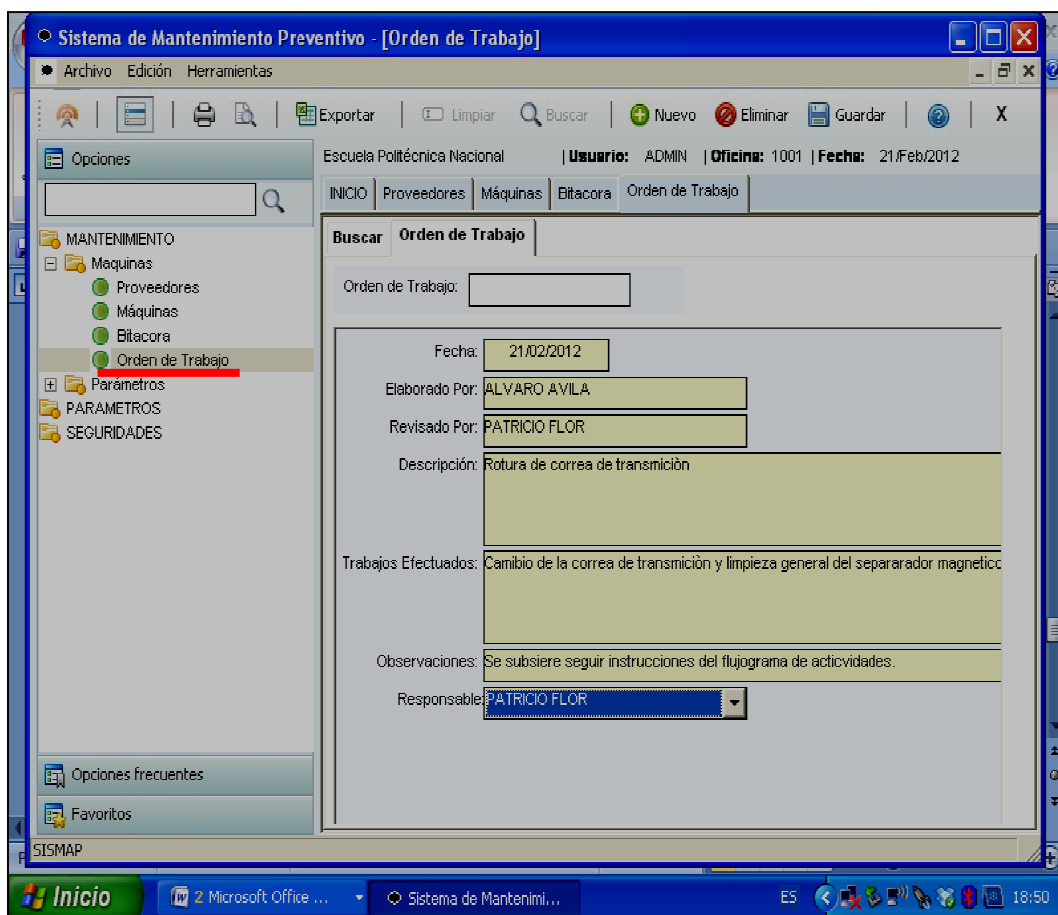 Sistema de Mantenimiento Preventivo - [Orden de Trabajo]
Archivo Edición Herramientas
Exportar Limpiar Buscar Nuevo Eliminar Guardar X
Opciones
Escuela Politécnica Nacional | Usuario: ADMIN | Oficina: 1001 | Fecha: 21/Feb/2012
INICIO Proveedores Máquinas Bitacora Orden de Trabajo
MANTENIMIENTO
Maquinas
Proveedores
Máquinas
Bitacora
Orden de Trabajo
Parámetros
PARAMETROS
SEGURIDADES
Buscar Orden de Trabajo
Orden de Trabajo:
Fecha: 21/02/2012
Elaborado Por: ALVARO AVILA
Revisado Por: PATRICIO FLOR
Descripción: Rotura de correa de transmiciòn
Trabajos Efectuados: Camibio de la correa de transmiciòn y limpieza general del separarador magnetico
Observaciones: Se subsiere seguir instrucciones del flujograma de acticvidades.
Responsable: PATRICIO FLOR
Opciones frecuentes
Favoritos
SISMAP
Inicio 2 Microsoft Office ... Sistema de Mantenimi... ES 18:50